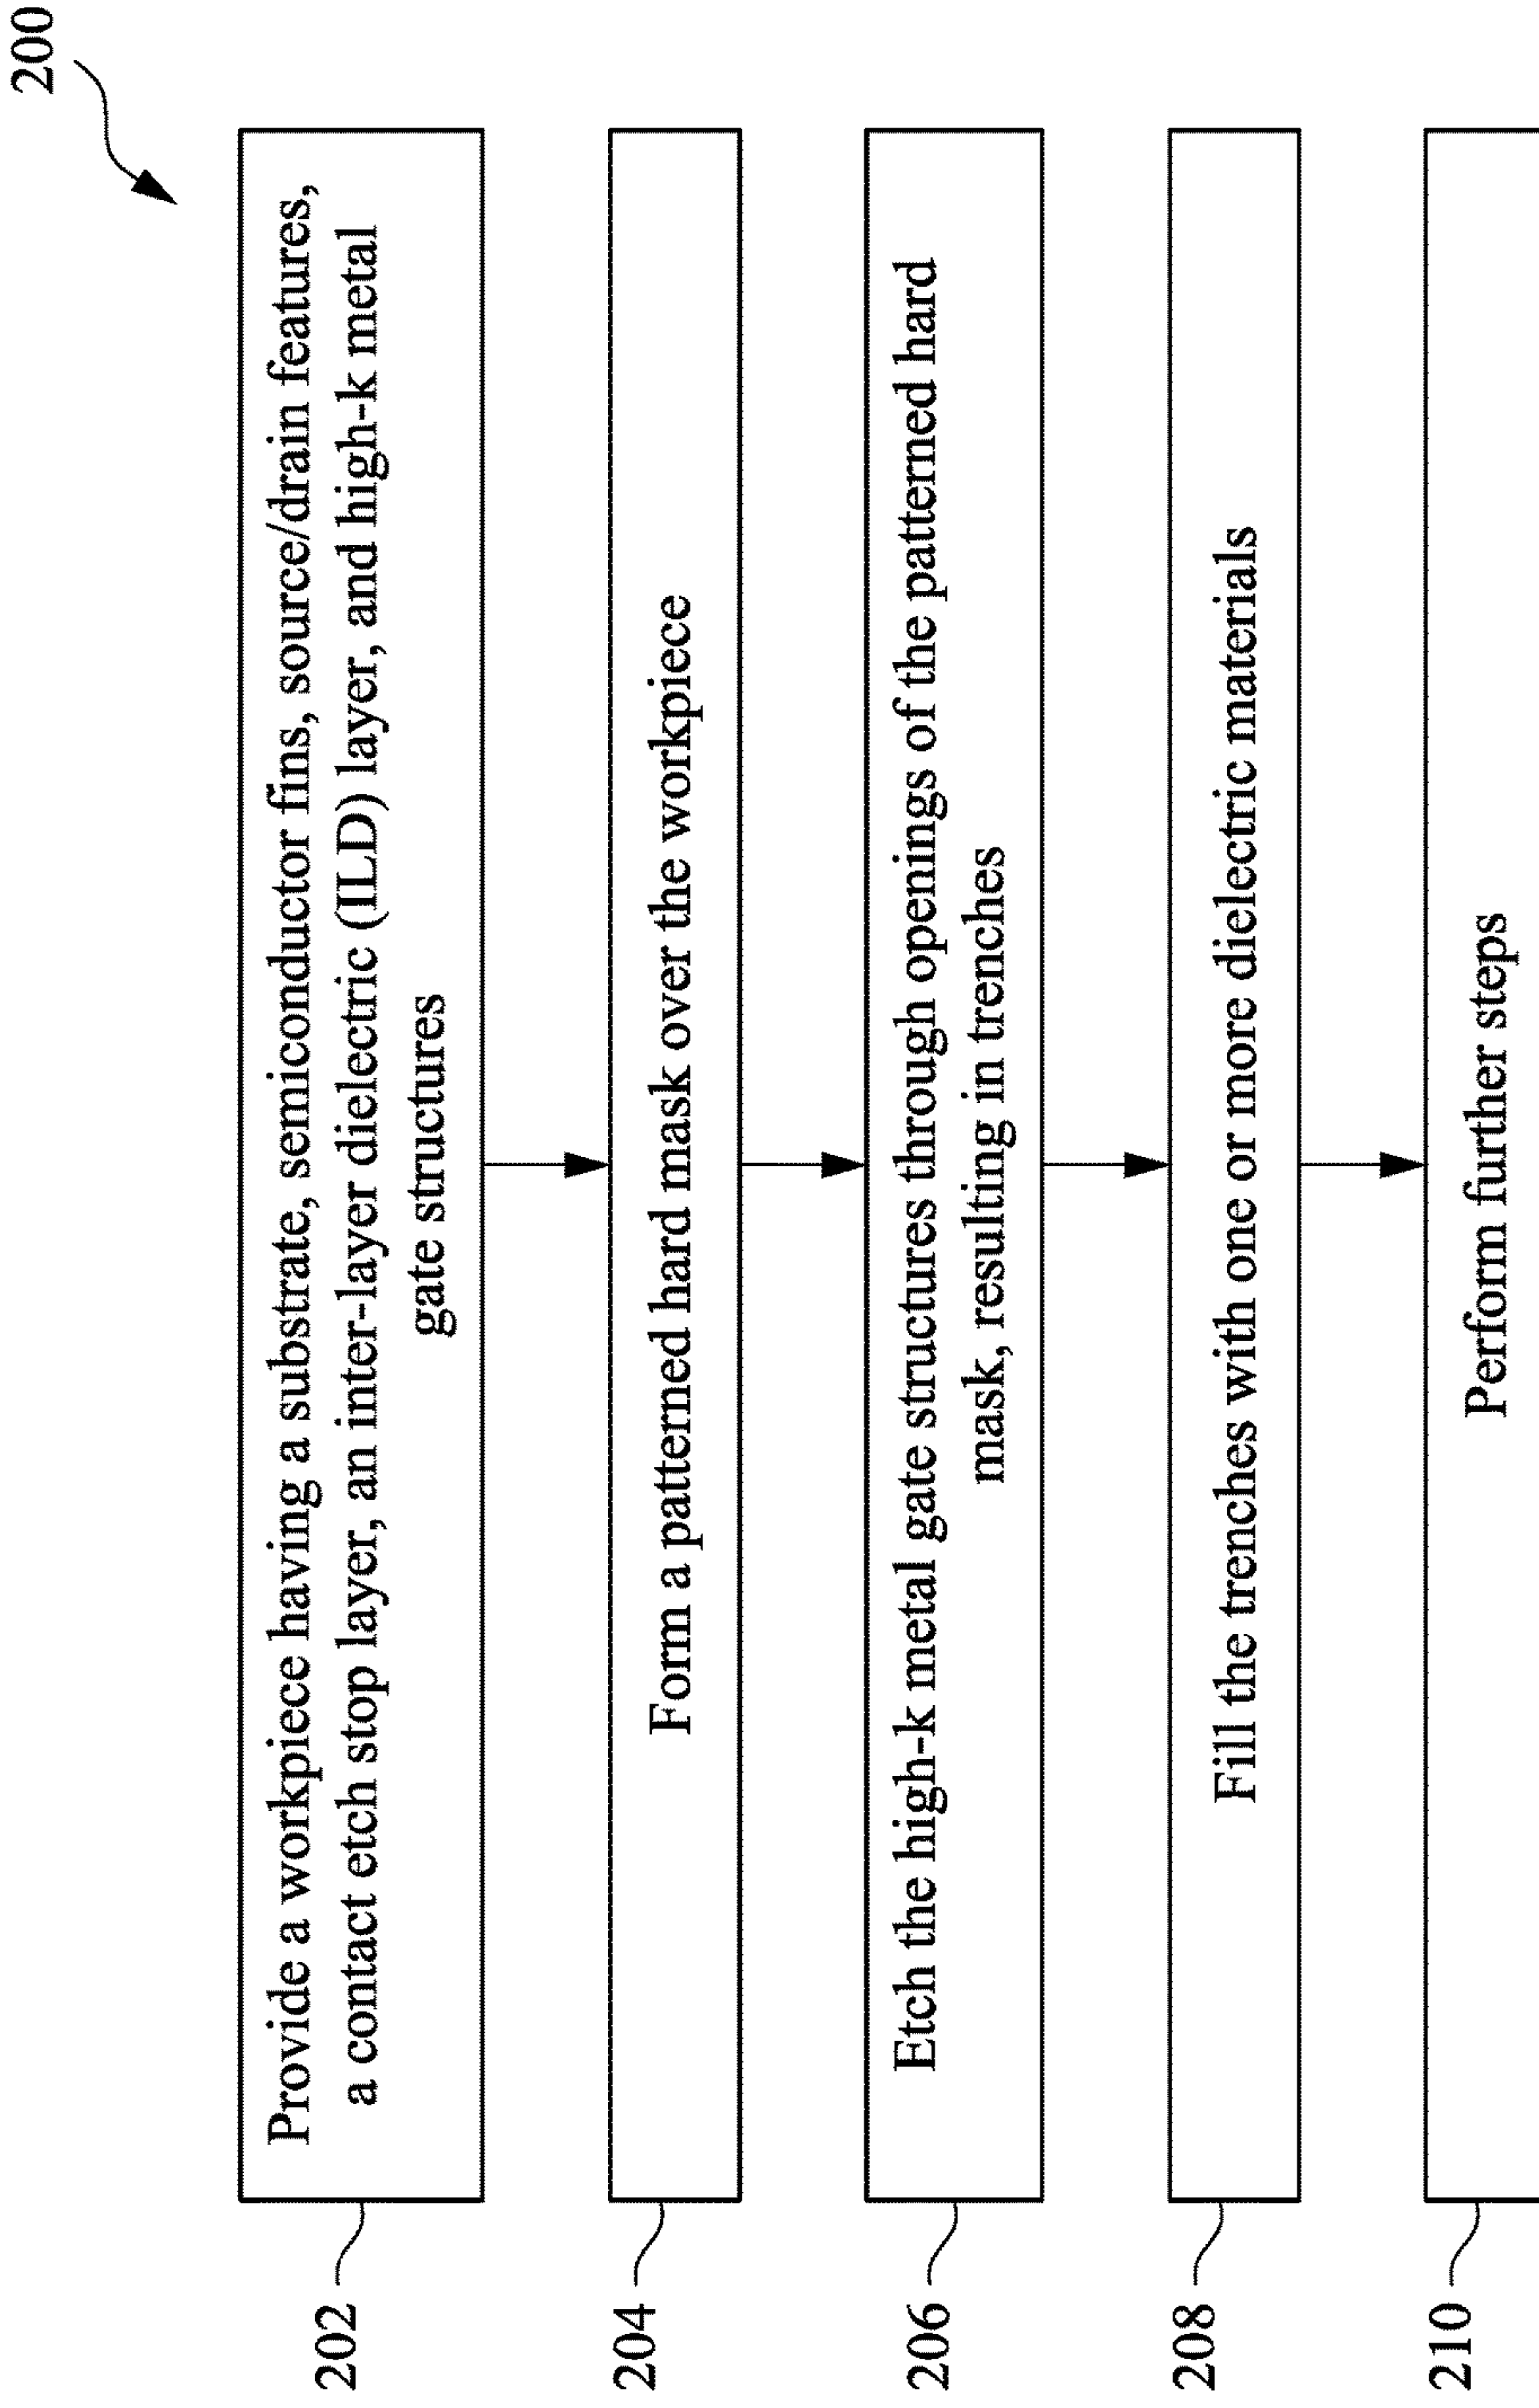 200
202
Provide a workpiece having a substrate, semiconductor fins, source/drain features,
a contact etch stop layer, an inter-layer dielectric (ILD) layer, and high-k metal
gate structures
204
Form a patterned hard mask over the workpiece
206
Etch the high-k metal gate structures through openings of the patterned hard
mask, resulting in trenches
208
Fill the trenches with one or more dielectric materials
210
Perform further steps